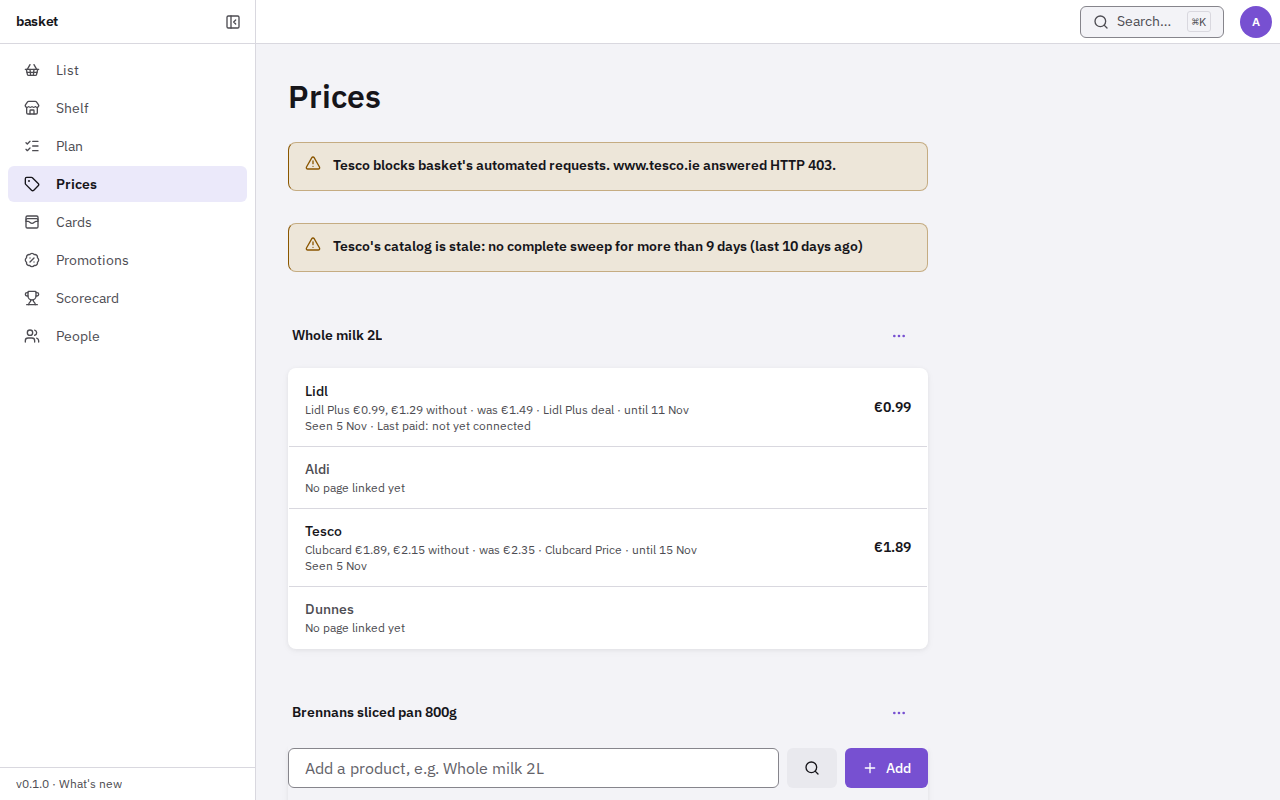 basket
Search...
⌘K
A
List
Shelf
Plan
Prices
Cards
Promotions
Scorecard
People
v0.1.0 · What's new
Prices
Tesco blocks basket's automated requests. www.tesco.ie answered HTTP 403.
Tesco's catalog is stale: no complete sweep for more than 9 days (last 10 days ago)
Whole milk 2L
Lidl
Lidl Plus €0.99, €1.29 without · was €1.49 · Lidl Plus deal · until 11 Nov
Seen 5 Nov · Last paid: not yet connected
€0.99
Aldi
No page linked yet
Tesco
Clubcard €1.89, €2.15 without · was €2.35 · Clubcard Price · until 15 Nov
Seen 5 Nov
€1.89
Dunnes
No page linked yet
Brennans sliced pan 800g
Add a product, e.g. Whole milk 2L
Add